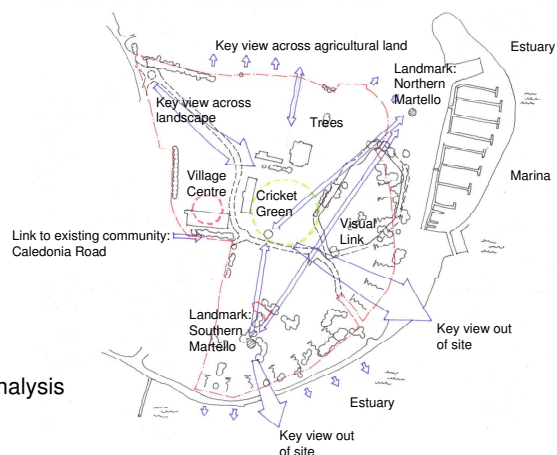 Key view across agricultural land
Estuary
Landmark:
Northern
Martello
Key view across
landscape
Trees
Marina
Village
Centre
Cricket
Green
Visual
Link
Link to existing community:
Caledonia Road
Landmark:
Southern
Martello
Key view out
of site
nalysis
Estuary
Key view out
of site